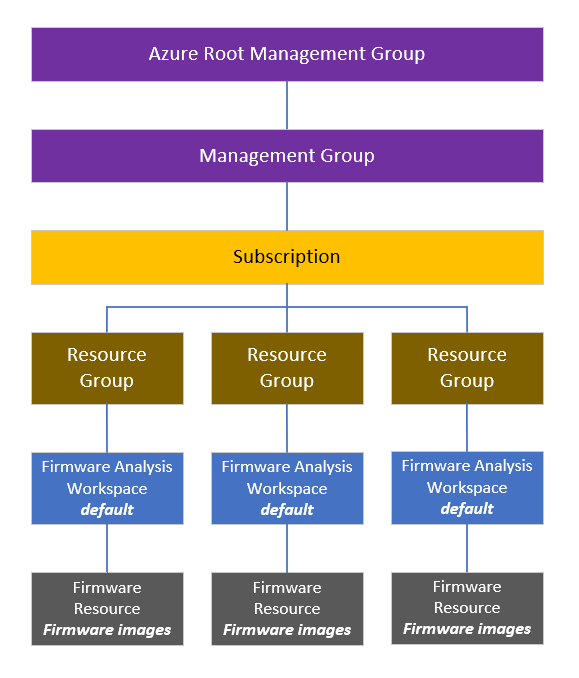 Azure Root Management Group
Management Group
Subscription
Resource
Group
Resource
Group
Resource
Group
Firmware Analysis
Workspace
default
Firmware Analysis
Workspace
default
Firmware Analysis
Workspace
default
Firmware
Resource
Firmware images
Firmware
Resource
Firmware images
Firmware
Resource
Firmware images